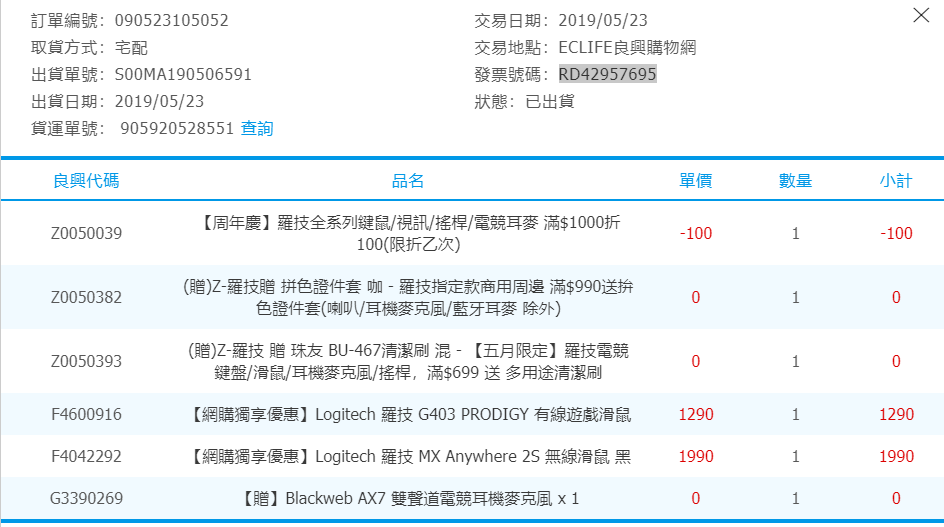 訂單編號： 090523105052
交易日期： 2019/05/23
取貨方式： 宅配
交易地點： ECLIFE良興購物網
出貨單號： S00MA190506591
發票號碼： RD42957695
出貨日期： 2019/05/23
狀態： 已出貨
貨運單號： 905920528551 查詢
良興代碼 品名 單價 數量 小計
Z0050039 【周年慶】羅技全系列鍵鼠/視訊/搖桿/電競耳麥 滿$1000折 -100 1 -100
100(限折乙次)
Z0050382 (贈)Z-羅技贈 拼色證件套 咖 - 羅技指定款商用周邊 滿$990送拚 0 1 0
色證件套(喇叭/耳機麥克風/藍牙耳麥 除外)
Z0050393 (贈)Z-羅技 贈 珠友 BU-467清潔刷 混 - 【五月限定】羅技電競 0 1 0
鍵盤/滑鼠/耳機麥克風/搖桿，滿$699 送 多用途清潔刷
F4600916 【網購獨享優惠】Logitech 羅技 G403 PRODIGY 有線遊戲滑鼠 1290 1 1290
F4042292 【網購獨享優惠】Logitech 羅技 MX Anywhere 2S 無線滑鼠 黑 1990 1 1990
G3390269 【贈】Blackweb AX7 雙聲道電競耳機麥克風 x 1 0 1 0